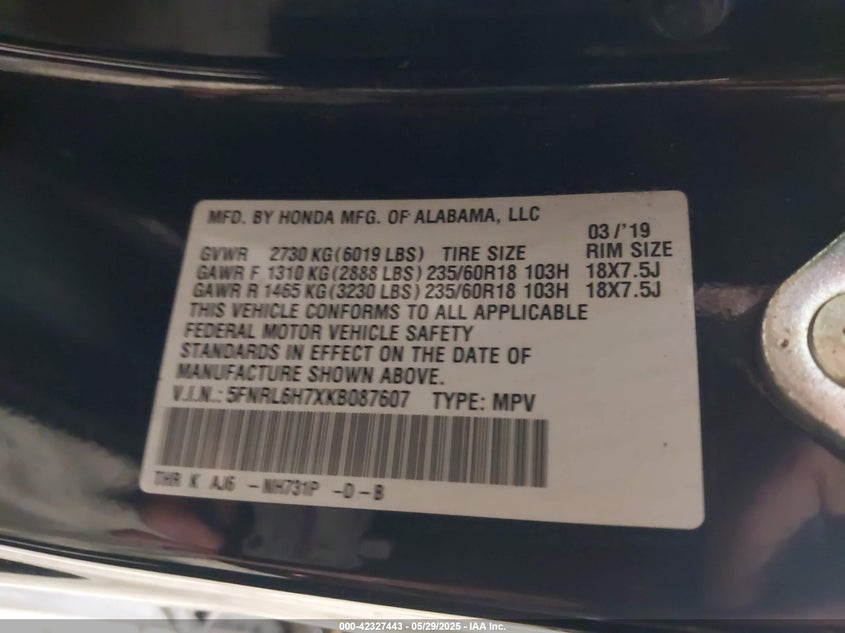 MFD. BY HONDA MFG. OF ALABAMA, LLC
03/'19
GVWR 2730 KG(6019 LBS) TIRE SIZE RIM SIZE
GAWR F 1310 KG(2888 LBS) 235/60R18 103H 18X7.5J
GAWR R 1465 KG(3230 LBS) 235/60R18 103H 18X7.5J
THIS VEHICLE CONFORMS TO ALL APPLICABLE
FEDERAL MOTOR VEHICLE SAFETY
STANDARDS IN EFFECT ON THE DATE OF
MANUFACTURE SHOWN ABOVE.
V.I.N.: 5FNRL6H7XKB087607 TYPE: MPV
THR K AJ6 -NH731P -D-B
000-42327443 - 05/29/2025 - IAA Inc.